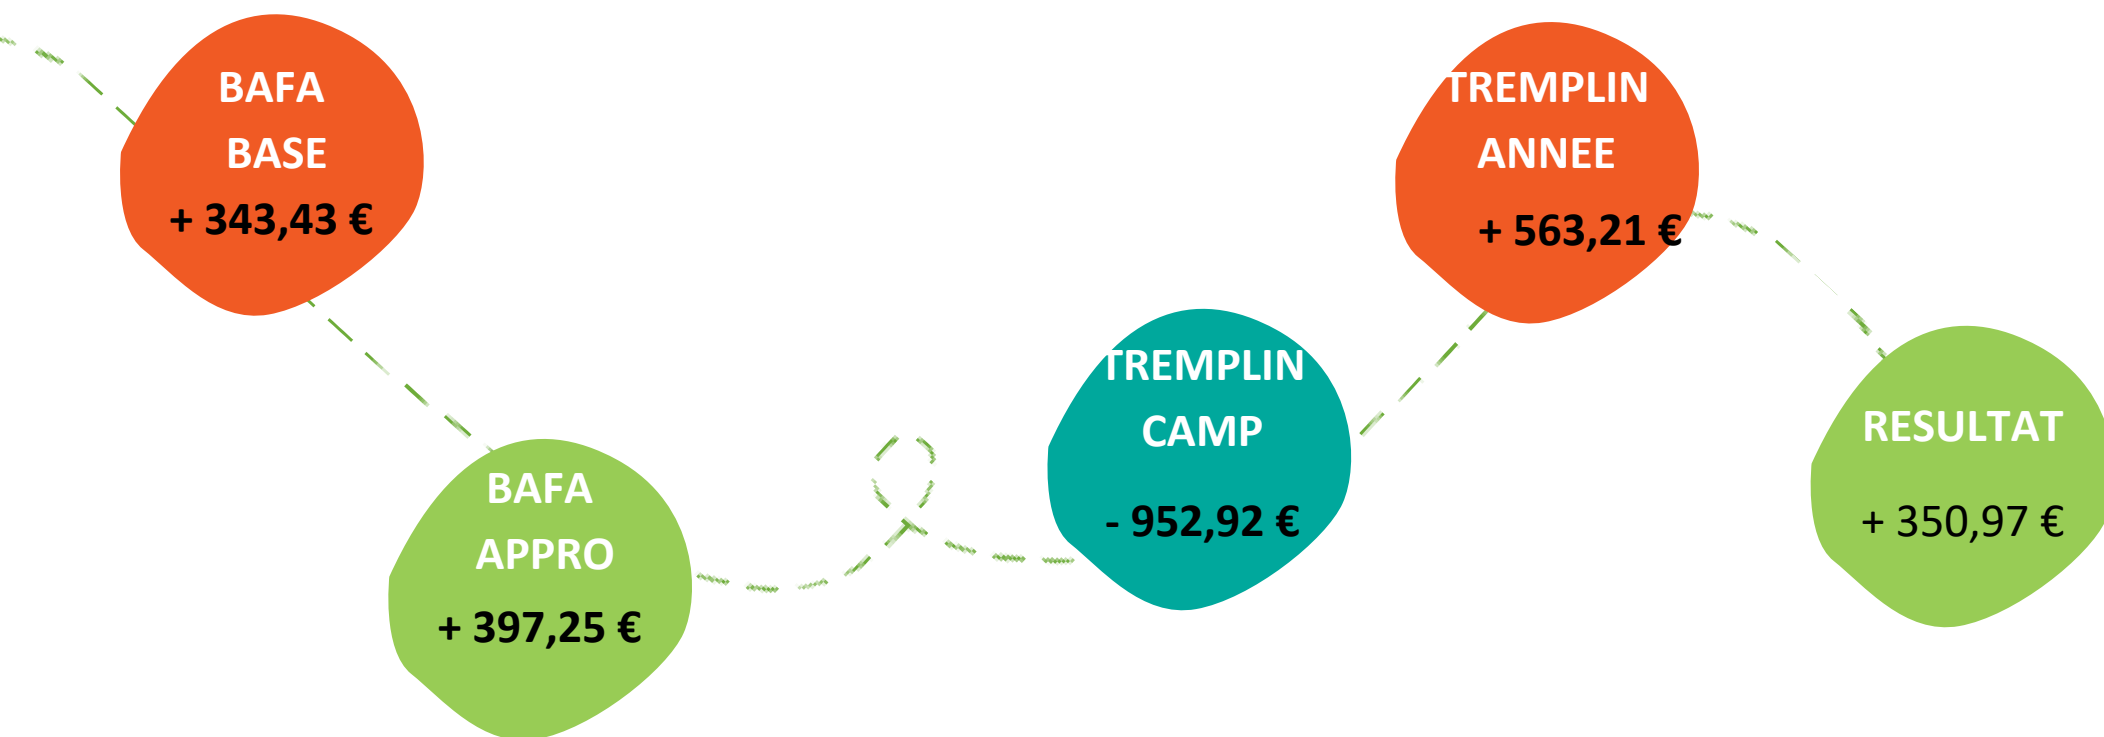 BAFA
BASE
+ 343,43 €
BAFA
APPRO
+ 397,25 €
TREMPLIN
CAMP
- 952,92 €
TREMPLIN
ANNEE
+ 563,21 €
RESULTAT
+ 350,97 €